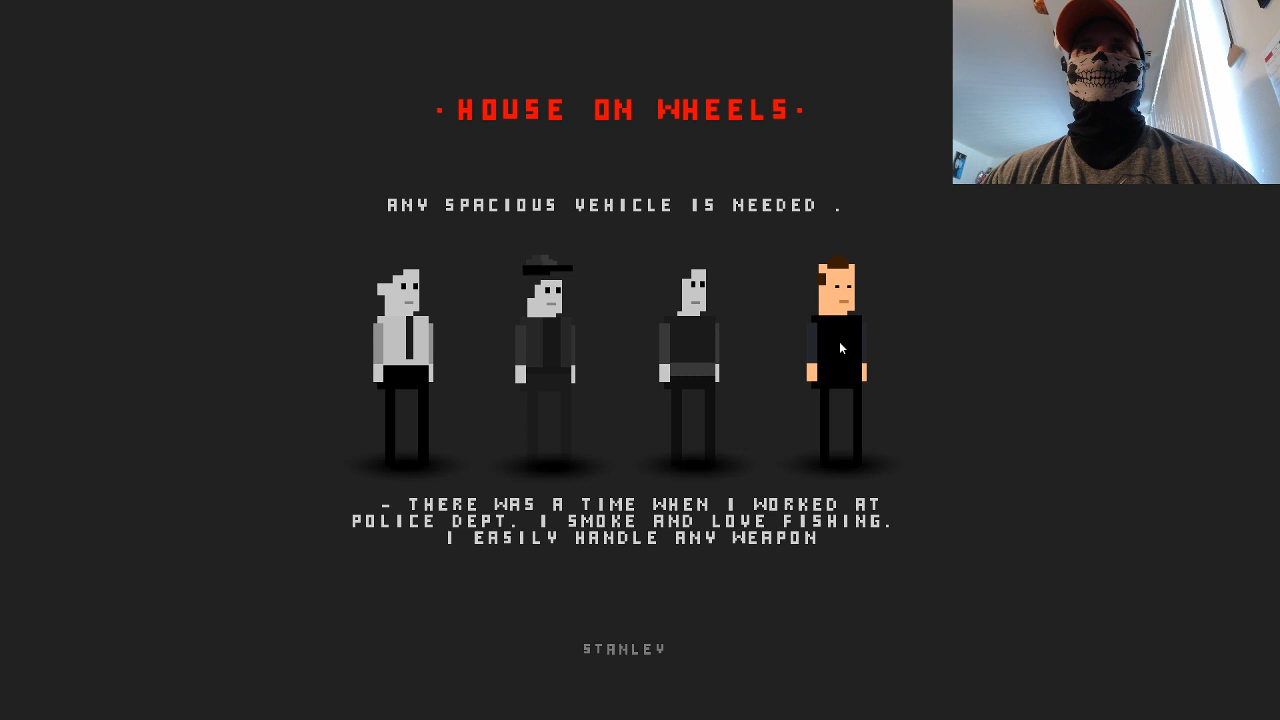 · HOUSE ON WHEELS ·
ANY SPACIOUS VEHICLE IS NEEDED .
- THERE WAS A TIME WHEN I WORKED AT
POLICE DEPT. I SMOKE AND LOVE FISHING.
I EASILY HANDLE ANY WEAPON
STANLEY